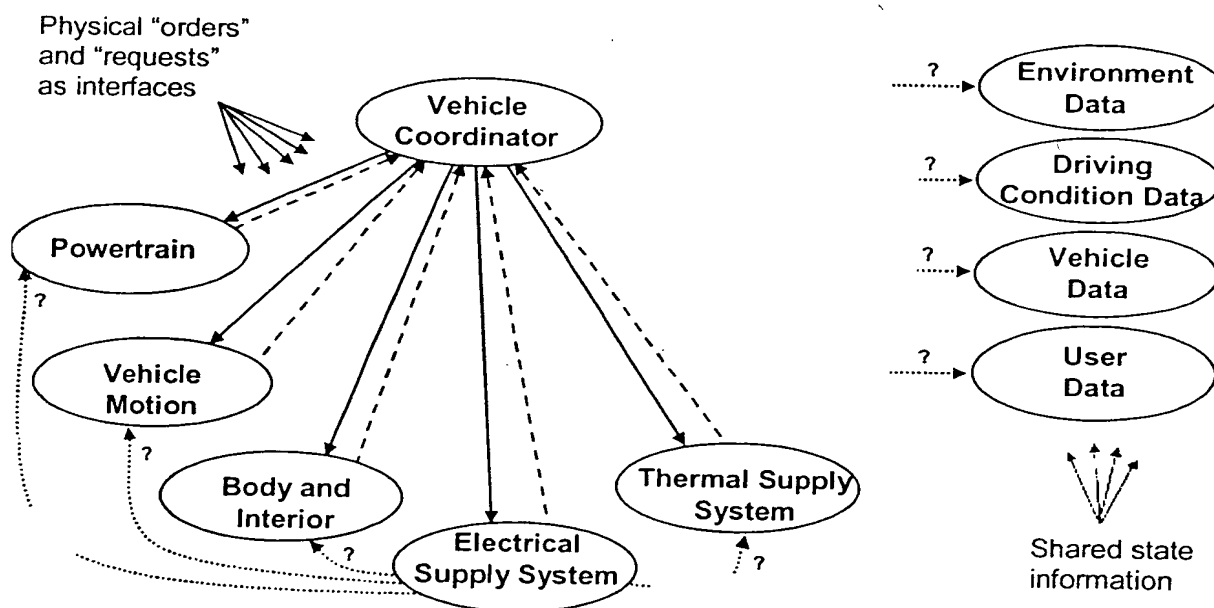 Physical “orders”
and “requests”
as interfaces
Vehicle
Coordinator
Powertrain
?
Vehicle
Motion
?
Body and
Interior
?
Electrical
Supply System
Thermal Supply
System
?
?
Environment
Data
?
Driving
Condition Data
?
Vehicle
Data
?
User
Data
Shared state
information